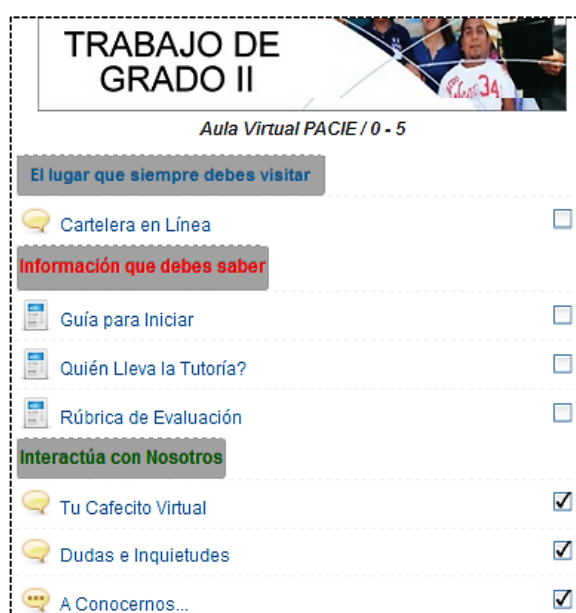 TRABAJO DE
GRADO II
34
Aula Virtual PACIE / 0 - 5
El lugar que siempre debes visitar
Cartelera en Línea
Información que debes saber
Guía para Iniciar
Quién Lleva la Tutoría?
Rúbrica de Evaluación
Interactúa con Nosotros
Tu Cafecito Virtual
Dudas e Inquietudes
A Conocernos...